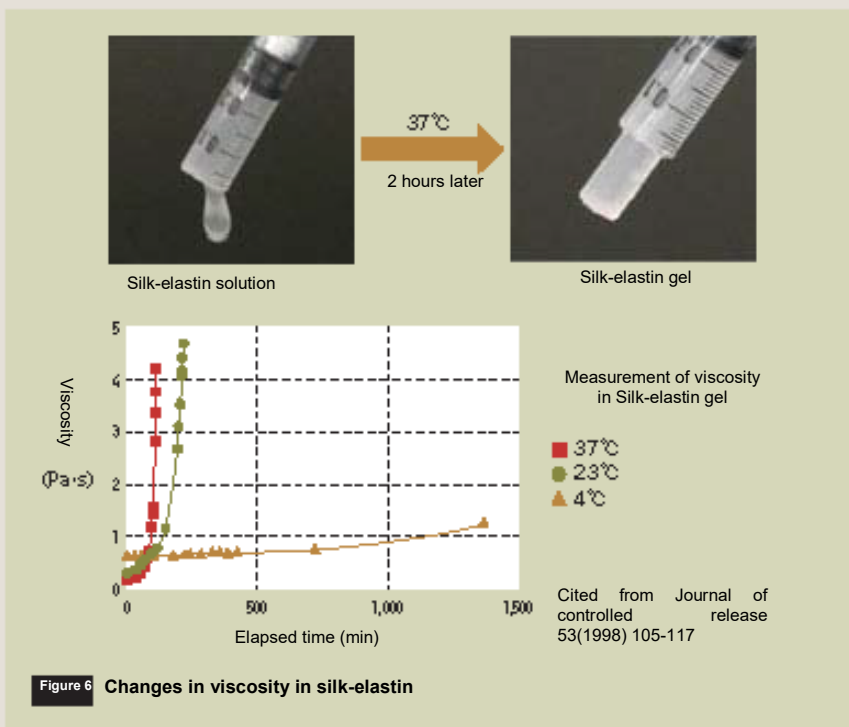 37℃
2 hours later
Silk-elastin solution
Silk-elastin gel
5
4
3
2
1
0
Viscosity
(Pa·s)
0
500
1,000
1,500
Elapsed time (min)
Measurement of viscosity
in Silk-elastin gel
37℃
23℃
4℃
Cited from Journal of
controlled release
53(1998) 105-117
Figure 6 Changes in viscosity in silk-elastin